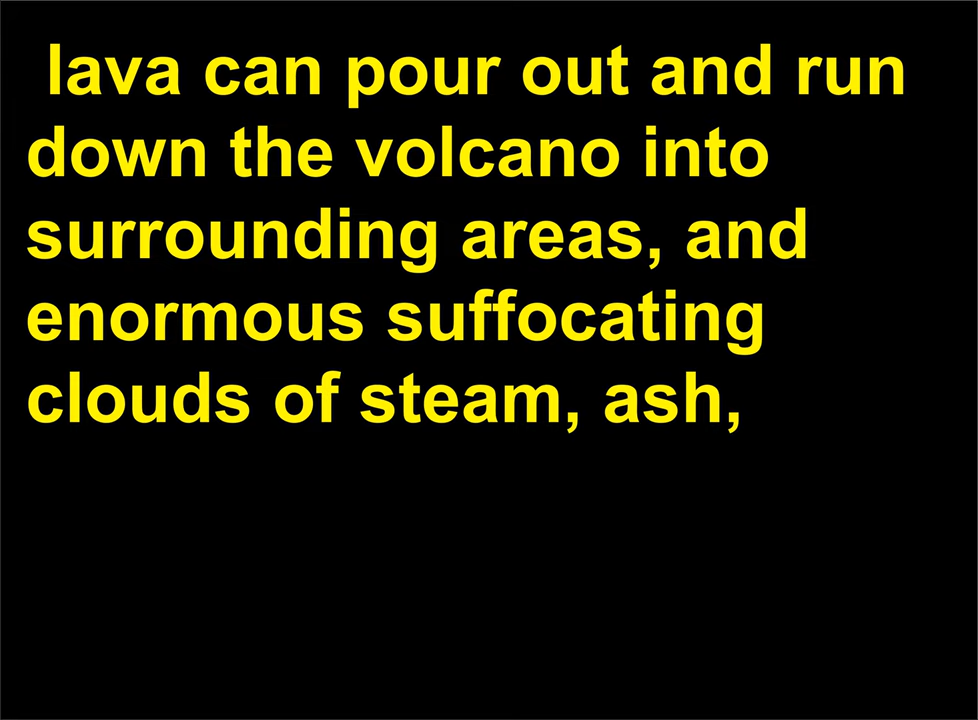 lava can pour out and run
down the volcano into
surrounding areas, and
enormous suffocating
clouds of steam, ash,